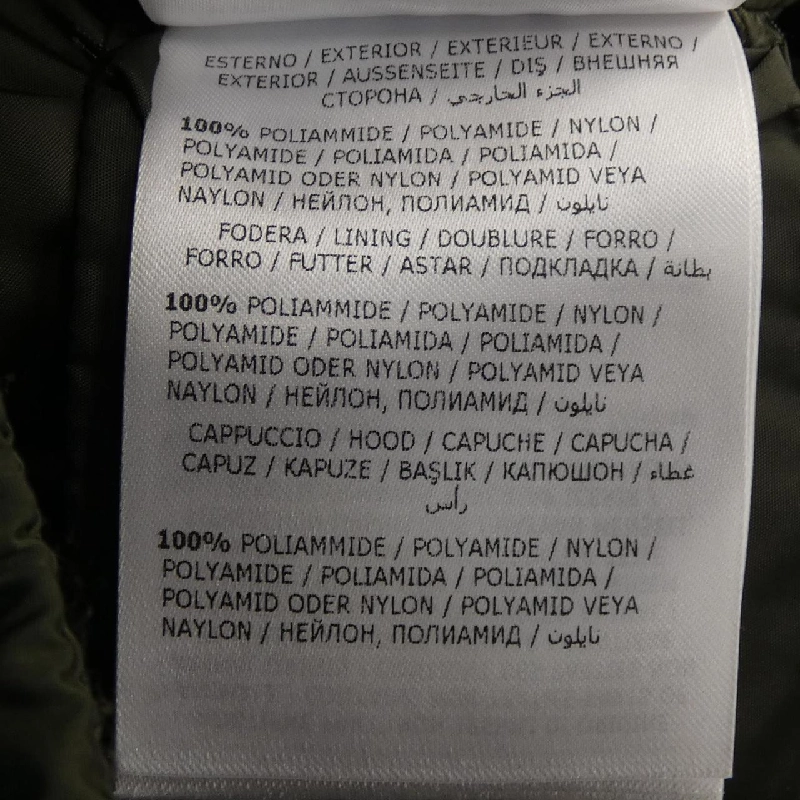 ESTERNO / EXTERIOR / EXTERIEUR / EXTERNO /
EXTERIOR / AUSSENSEITE / DIŞ / ВНЕШНЯЯ
СТОРОНА / الجزء الخارجي
100% POLIAMMIDE / POLYAMIDE / NYLON /
POLYAMIDE / POLIAMIDA / POLIAMIDA /
POLYAMID ODER NYLON / POLYAMID VEYA
NAYLON / НЕЙЛОН, ПОЛИАМИД / نايلون
FODERA / LINING / DOUBLURE / FORRO /
FORRO / FUTTER / ASTAR / ПОДКЛАДКА / بطانة
100% POLIAMMIDE / POLYAMIDE / NYLON /
POLYAMIDE / POLIAMIDA / POLIAMIDA /
POLYAMID ODER NYLON / POLYAMID VEYA
NAYLON / НЕЙЛОН, ПОЛИАМИД / نايلون
CAPPUCCIO / HOOD / CAPUCHE / CAPUCHA /
CAPUZ / KAPUZE / BAŞLIK / КАПЮШОН / غطاء
رأس
100% POLIAMMIDE / POLYAMIDE / NYLON /
POLYAMIDE / POLIAMIDA / POLIAMIDA /
POLYAMID ODER NYLON / POLYAMID VEYA
NAYLON / НЕЙЛОН, ПОЛИАМИД / نايلون